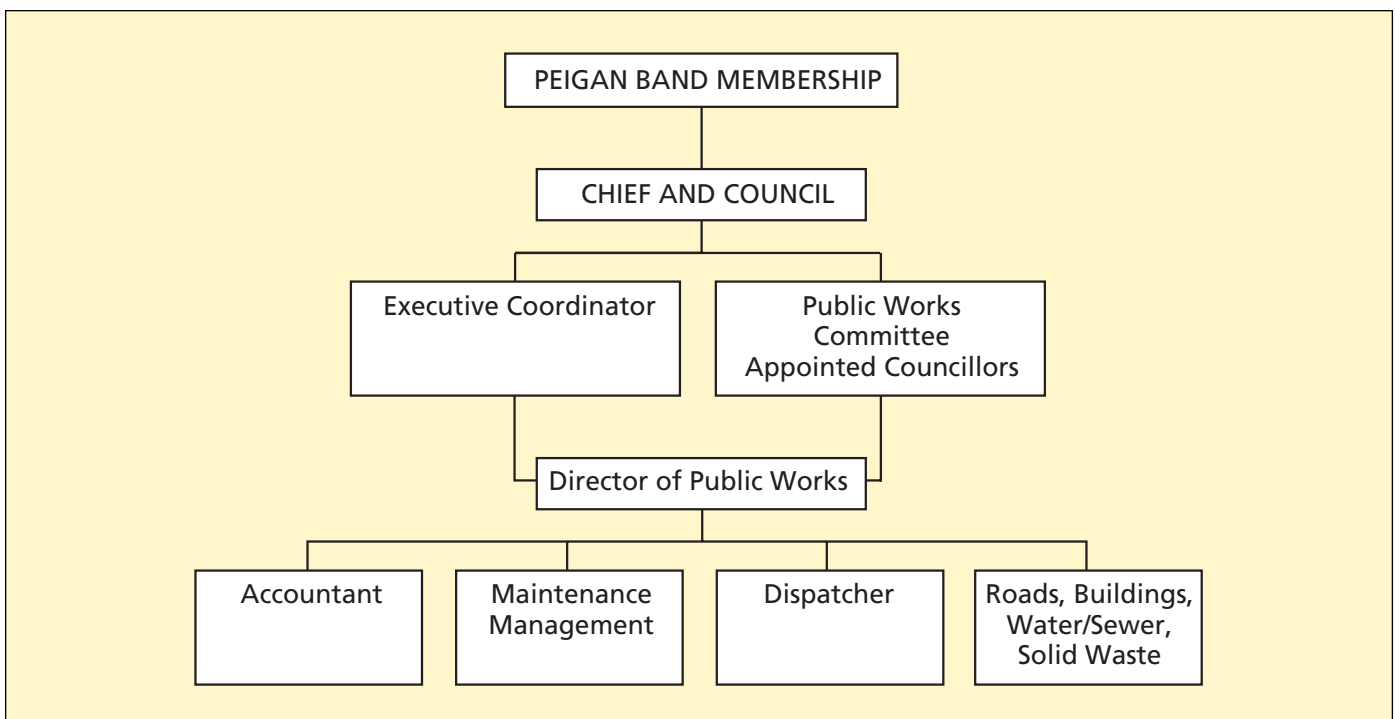 PEIGAN BAND MEMBERSHIP
CHIEF AND COUNCIL
Executive Coordinator
Public Works
Committee
Appointed Councillors
Director of Public Works
Accountant
Maintenance
Management
Dispatcher
Roads, Buildings,
Water/Sewer,
Solid Waste